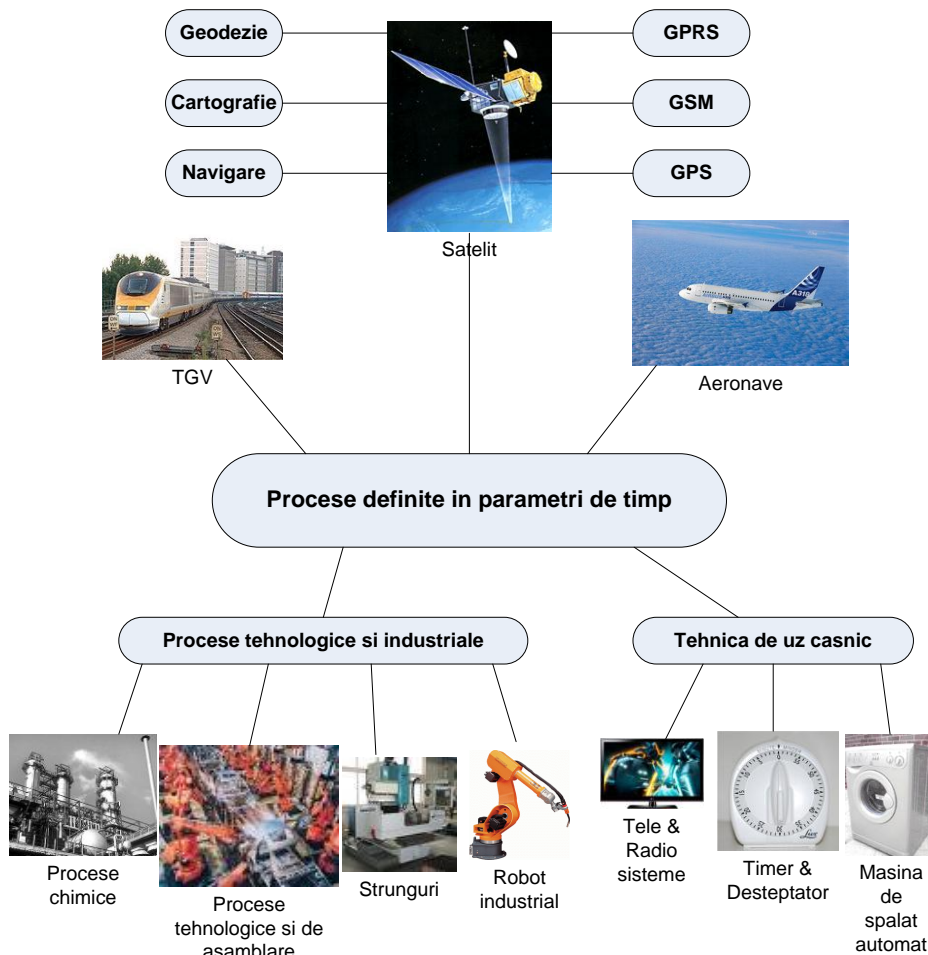 Geodezie
GPRS
Cartografie
GSM
Navigare
GPS
Satelit
A318
TGV
Aeronave
Procese definite in parametri de timp
Procese tehnologice si industriale
Tehnica de uz casnic
Procese
chimice
Procese
tehnologice si de
asamblare
Strunguri
Robot
industrial
Tele &
Radio
sisteme
Timer &
Desteptator
Masina
de
spalat
automat